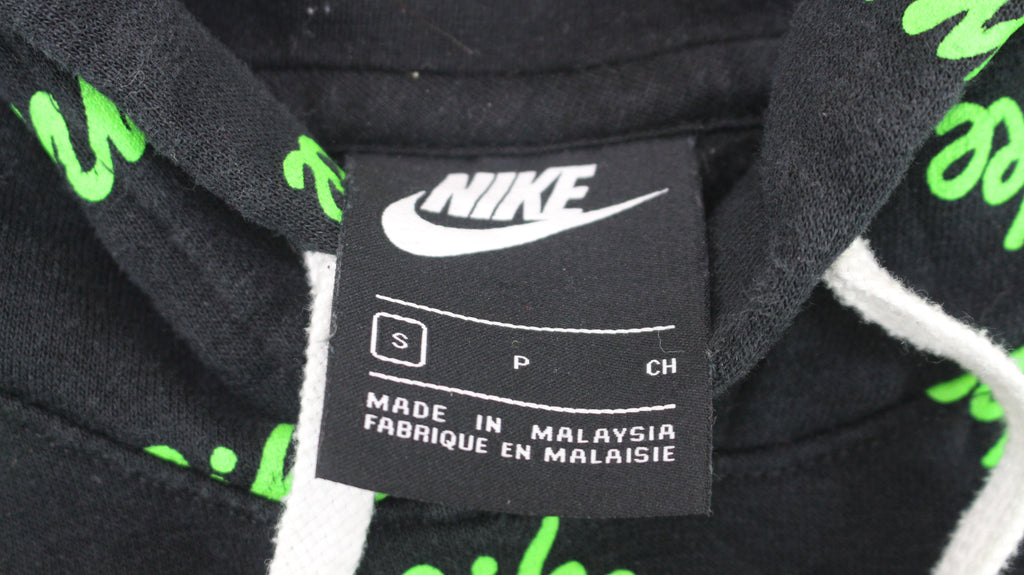 NIKE
S P CH
MADE IN MALAYSIA
FABRIQUE EN MALAISIE